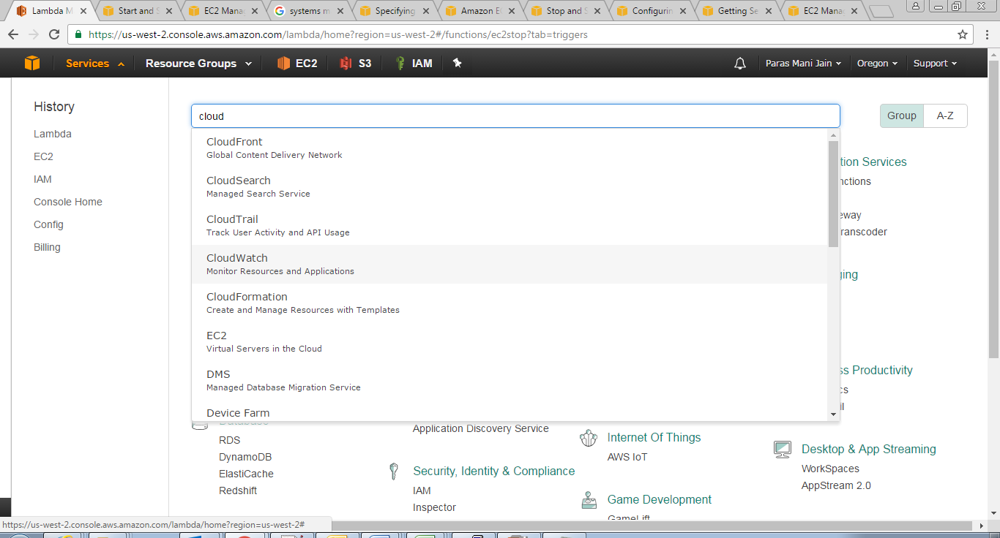 Lambda M
Start and S
EC2 Mana
systems m
Specifying
Amazon E
Stop and S
Configurin
Getting Se
EC2 Mana
https://us-west-2.console.aws.amazon.com/lambda/home?region=us-west-2#/functions/ec2stop?tab=triggers
Services
Resource Groups
EC2
S3
IAM
Paras Mani Jain
Oregon
Support
History
Lambda
EC2
IAM
Console Home
Config
Billing
cloud
Group
A-Z
CloudFront
Global Content Delivery Network
CloudSearch
Managed Search Service
CloudTrail
Track User Activity and API Usage
CloudWatch
Monitor Resources and Applications
CloudFormation
Create and Manage Resources with Templates
EC2
Virtual Servers in the Cloud
DMS
Managed Database Migration Service
Device Farm
tion Services
nctions
eway
ranscoder
ging
ss Productivity
cs
il
Database
RDS
DynamoDB
ElastiCache
Redshift
Application Discovery Service
Security, Identity & Compliance
IAM
Inspector
Internet Of Things
AWS IoT
Game Development
GameLift
Desktop & App Streaming
WorkSpaces
AppStream 2.0
https://us-west-2.console.aws.amazon.com/lambda/home?region=us-west-2#